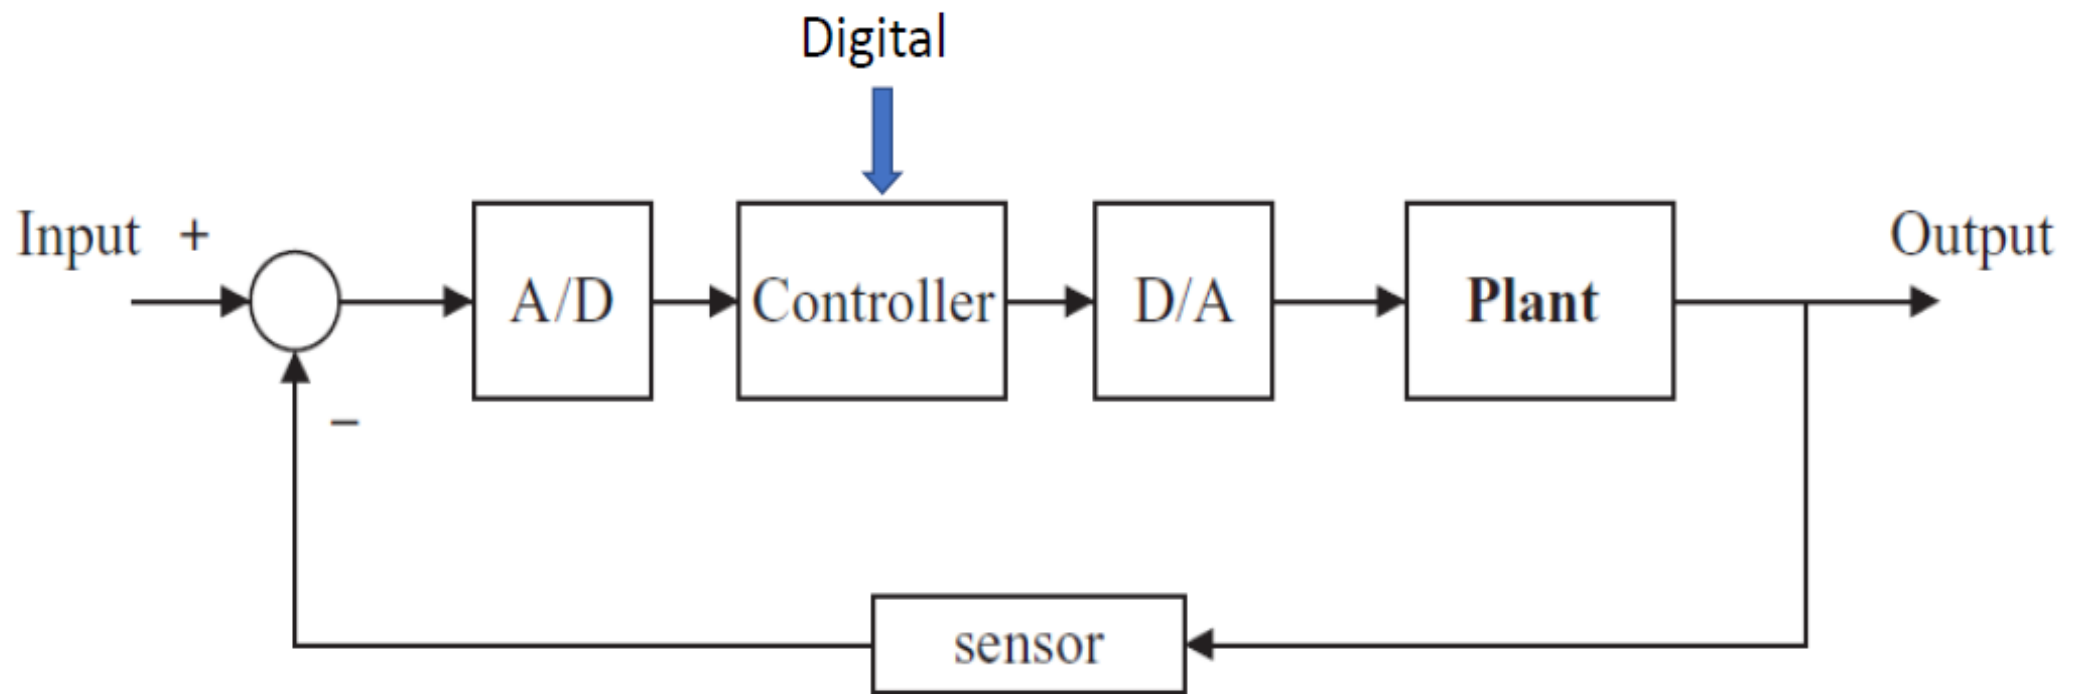 Digital
Input +
Output
A/D
Controller
D/A
Plant
−
sensor